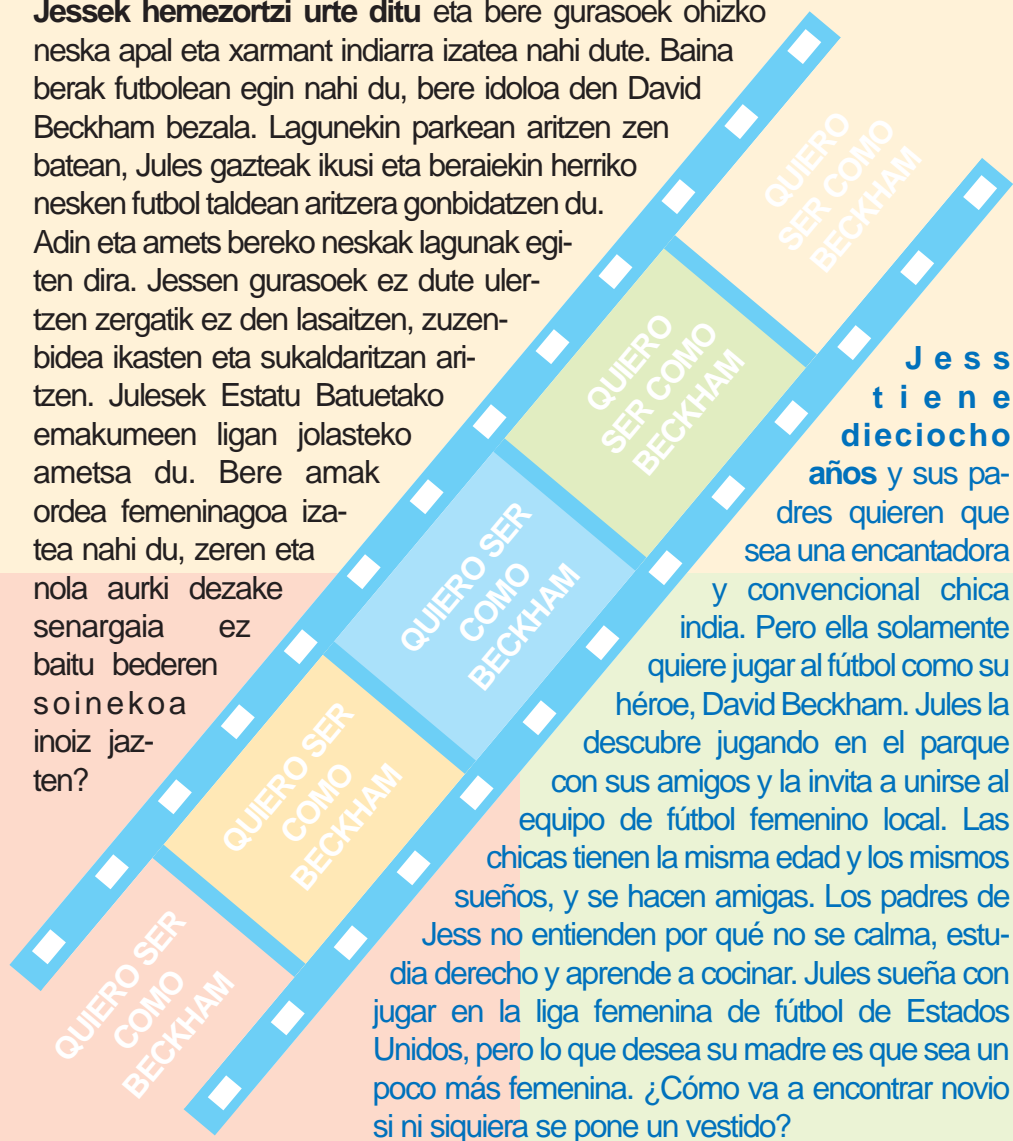 Jessek hemezortzi urte ditu eta bere gurasoek ohizko
neska apal eta xarmant indiarra izatea nahi dute. Baina
berak futbolean egin nahi du, bere idoloa den David
Beckham bezala. Lagunekin parkean aritzen zen
batean, Jules gazteak ikusi eta beraiekin herriko
nesken futbol taldean aritzera gonbidatzen du.
Adin eta amets bereko neskak lagunak egi-
ten dira. Jessen gurasoek ez dute uler-
tzen zergatik ez den lasaitzen, zuzen-
bidea ikasten eta sukaldaritzan ari-
tzen. Julesek Estatu Batuetako
emakumeen ligan jolasteko
ametsa du. Bere amak
ordea femeninagoa iza-
tea nahi du, zeren eta
nola aurki dezake
senargaia ez
baitu bederen
soinekoa
inoiz jaz-
ten?
QUIERO
SER COMO
BECKHAM
QUIERO
SER COMO
BECKHAM
QUIERO SER
COMO
BECKHAM
QUIERO SER
COMO
BECKHAM
QUIERO SER
COMO
BECKHAM
Jess
tiene
dieciocho
años y sus pa-
dres quieren que
sea una encantadora
y convencional chica
india. Pero ella solamente
quiere jugar al fútbol como su
héroe, David Beckham. Jules la
descubre jugando en el parque
con sus amigos y la invita a unirse al
equipo de fútbol femenino local. Las
chicas tienen la misma edad y los mismos
sueños, y se hacen amigas. Los padres de
Jess no entienden por qué no se calma, estu-
dia derecho y aprende a cocinar. Jules sueña con
jugar en la liga femenina de fútbol de Estados
Unidos, pero lo que desea su madre es que sea un
poco más femenina. ¿Cómo va a encontrar novio
si ni siquiera se pone un vestido?